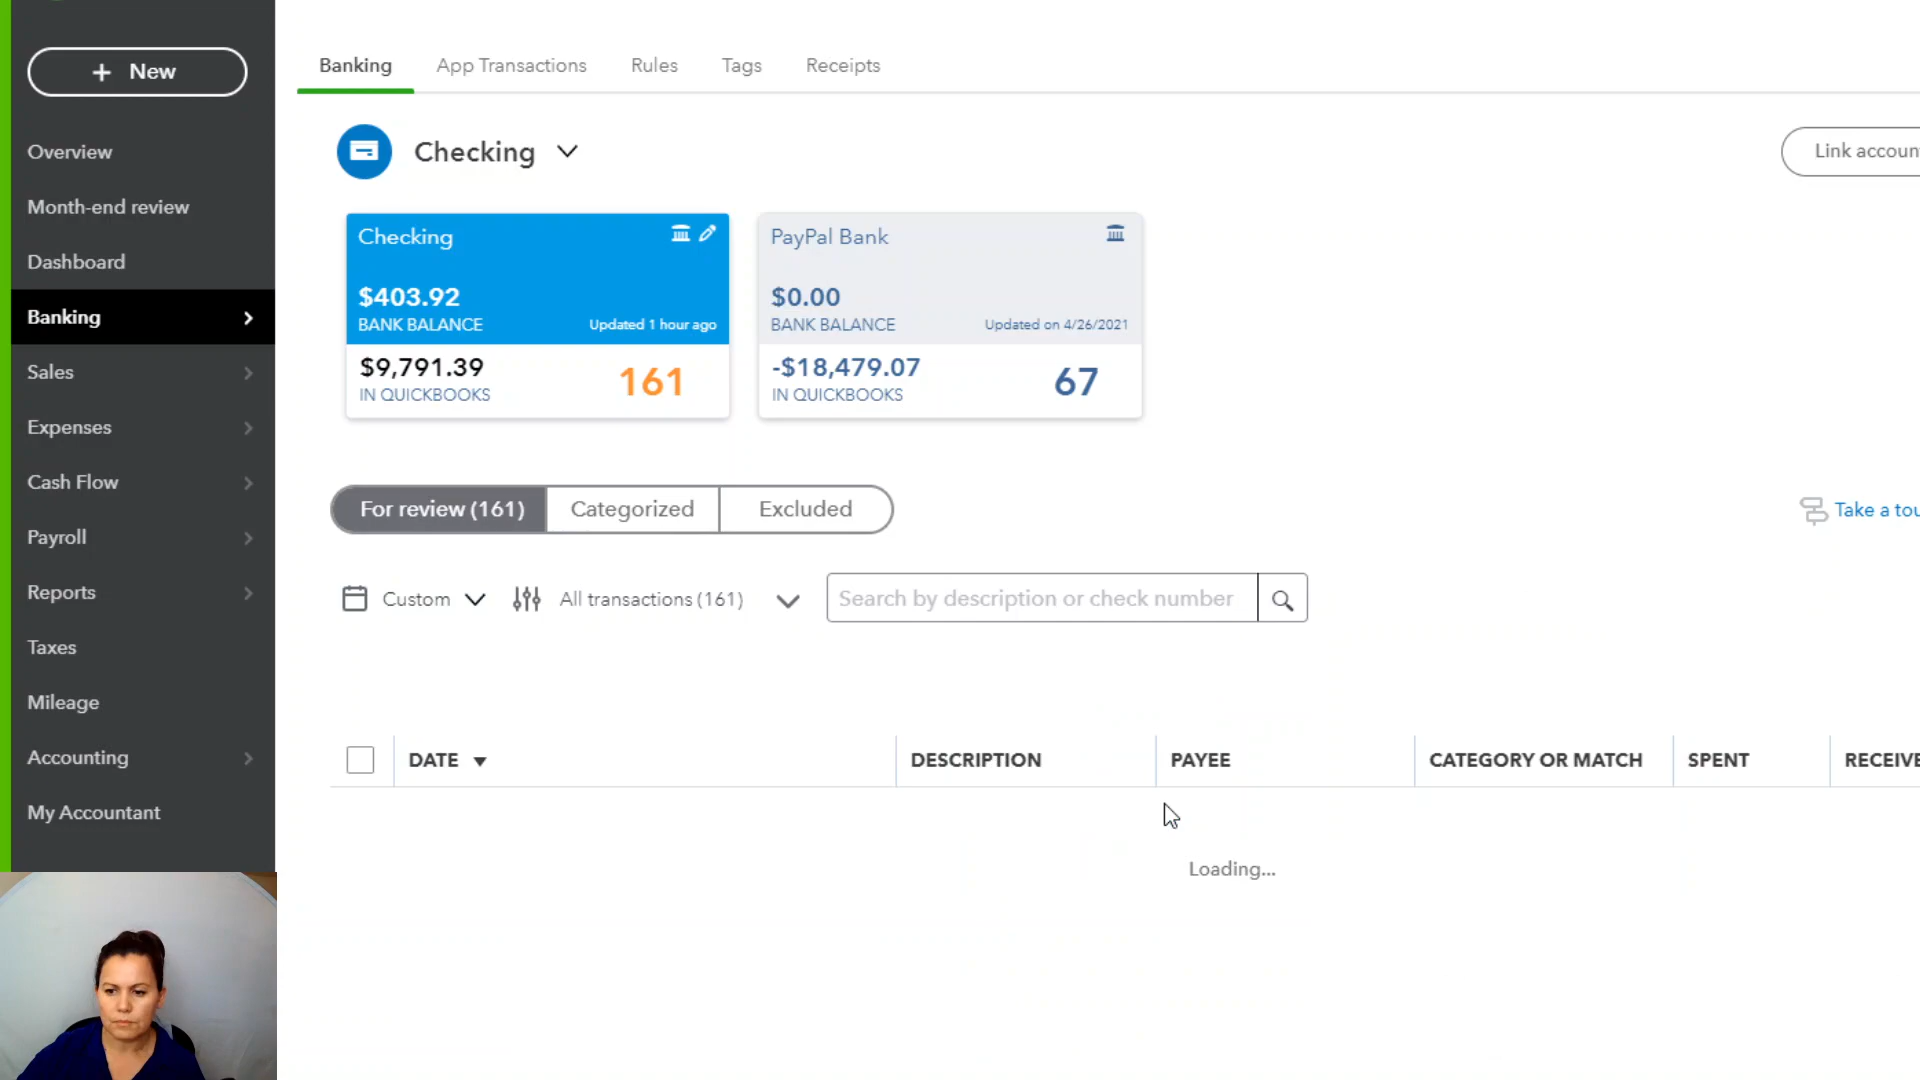 + New
Overview
Month-end review
Dashboard
Banking
Sales
Expenses
Cash Flow
Payroll
Reports
Taxes
Mileage
Accounting
My Accountant
Banking App Transactions Rules Tags Receipts
Checking
Link accoun
Checking
$403.92
BANK BALANCE Updated 1 hour ago
$9,791.39
IN QUICKBOOKS
161
PayPal Bank
$0.00
BANK BALANCE Updated on 4/26/2021
-$18,479.07
IN QUICKBOOKS
67
For review (161) Categorized Excluded
Take a tou
Custom All transactions (161) Search by description or check number
DATE DESCRIPTION PAYEE CATEGORY OR MATCH SPENT RECEIVE
Loading...